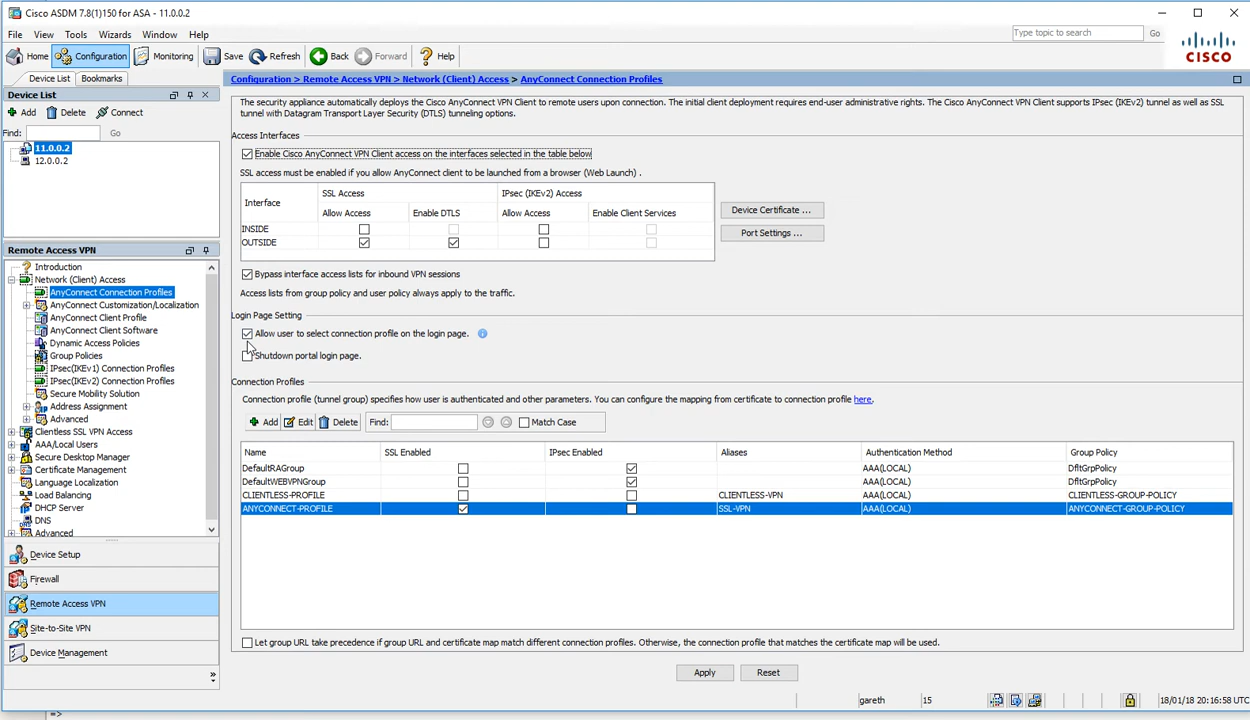 Cisco ASDM 7.8(1)150 for ASA - 11.0.0.2
File View Tools Wizards Window Help
Type topic to search Go
Home Configuration Monitoring Save Refresh Back Forward Help
CISCO
Device List Bookmarks
Configuration > Remote Access VPN > Network (Client) Access > AnyConnect Connection Profiles
Device List
Add Delete Connect
Find: Go
11.0.0.2
12.0.0.2
Remote Access VPN
Introduction
Network (Client) Access
AnyConnect Connection Profiles
AnyConnect Customization/Localization
AnyConnect Client Profile
AnyConnect Client Software
Dynamic Access Policies
Group Policies
IPsec(IKEv1) Connection Profiles
IPsec(IKEv2) Connection Profiles
Secure Mobility Solution
Address Assignment
Advanced
Clientless SSL VPN Access
AAA/Local Users
Secure Desktop Manager
Certificate Management
Language Localization
Load Balancing
DHCP Server
DNS
Advanced
Device Setup
Firewall
Remote Access VPN
Site-to-Site VPN
Device Management
»
The security appliance automatically deploys the Cisco AnyConnect VPN Client to remote users upon connection. The initial client deployment requires end-user administrative rights. The Cisco AnyConnect VPN Client supports IPsec (IKEv2) tunnel as well as SSL
tunnel with Datagram Transport Layer Security (DTLS) tunneling options.
Access Interfaces
Enable Cisco AnyConnect VPN Client access on the interfaces selected in the table below
SSL access must be enabled if you allow AnyConnect client to be launched from a browser (Web Launch) .
Interface SSL Access IPsec (IKEv2) Access
Allow Access Enable DTLS Allow Access Enable Client Services
INSIDE
OUTSIDE
Device Certificate ...
Port Settings ...
Bypass interface access lists for inbound VPN sessions
Access lists from group policy and user policy always apply to the traffic.
Login Page Setting
Allow user to select connection profile on the login page.
Shutdown portal login page.
Connection Profiles
Connection profile (tunnel group) specifies how user is authenticated and other parameters. You can configure the mapping from certificate to connection profile here.
Add Edit Delete Find: Match Case
Name SSL Enabled IPsec Enabled Aliases Authentication Method Group Policy
DefaultRAGroup AAA(LOCAL) DfltGrpPolicy
DefaultWEBVPNGroup AAA(LOCAL) DfltGrpPolicy
CLIENTLESS-PROFILE CLIENTLESS-VPN AAA(LOCAL) CLIENTLESS-GROUP-POLICY
ANYCONNECT-PROFILE SSL-VPN AAA(LOCAL) ANYCONNECT-GROUP-POLICY
Let group URL take precedence if group URL and certificate map match different connection profiles. Otherwise, the connection profile that matches the certificate map will be used.
Apply Reset
gareth 15 18/01/18 20:16:58 UTC
=>